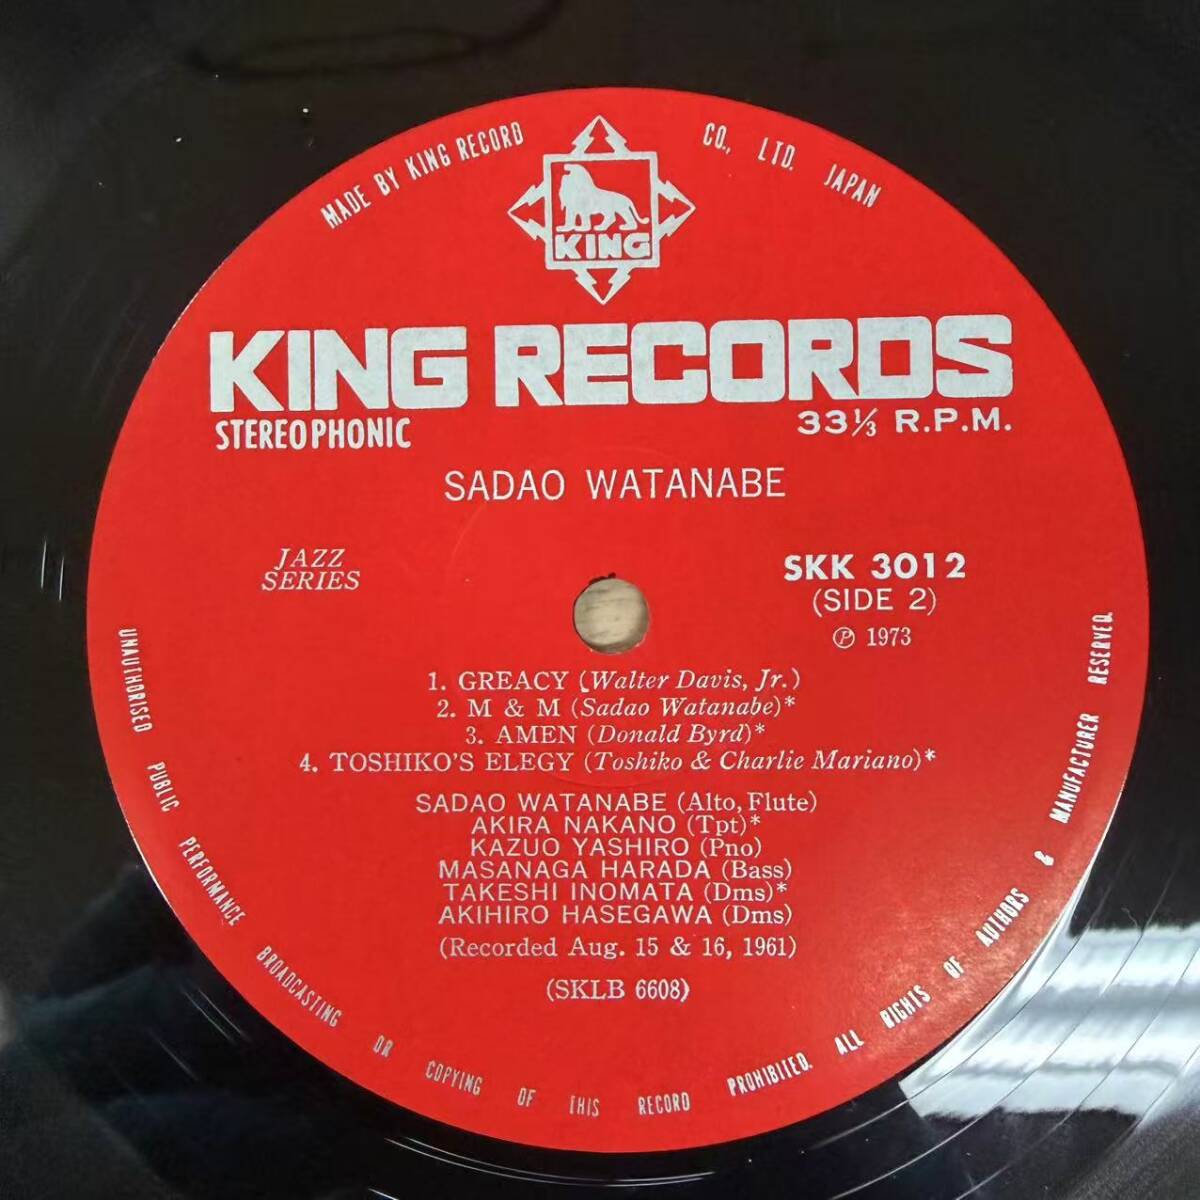 MADE BY KING RECORD CO., LTD. JAPAN
KING
KING RECORDS
STEREOPHONIC
33⅓ R.P.M.
SADAO WATANABE
JAZZ
SERIES
SKK 3012
(SIDE 2)
Ⓟ 1973
1. GREACY (Walter Davis, Jr.)
2. M & M (Sadao Watanabe)*
3. AMEN (Donald Byrd)*
4. TOSHIKO'S ELEGY (Toshiko & Charlie Mariano)*
SADAO WATANABE (Alto, Flute)
AKIRA NAKANO (Tpt)*
KAZUO YASHIRO (Pno)
MASANAGA HARADA (Bass)
TAKESHI INOMATA (Dms)*
AKIHIRO HASEGAWA (Dms)
(Recorded Aug. 15 & 16, 1961)
(SKLB 6608)
UNAUTHORISED PUBLIC PERFORMANCE BROADCASTING OR COPYING OF THIS RECORD PROHIBITED. ALL RIGHTS OF AUTHORS & MANUFACTURER RESERVED.